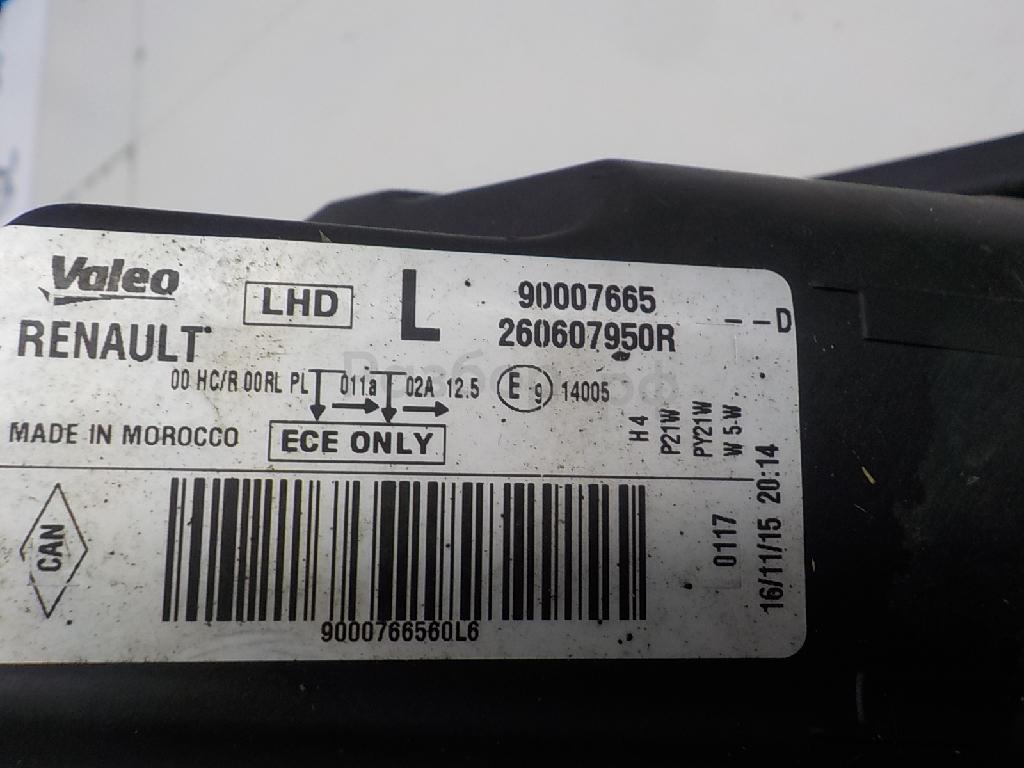 Valeo
LHD
L
90007665
RENAULT
260607950R
--D
00 HC/R 00RL PL 011a 02A 12.5 E 9 14005
MADE IN MOROCCO
ECE ONLY
H4
P21W
PY21W
W 5-W
CAN
0117
16/11/15 20:14
9000766560L6